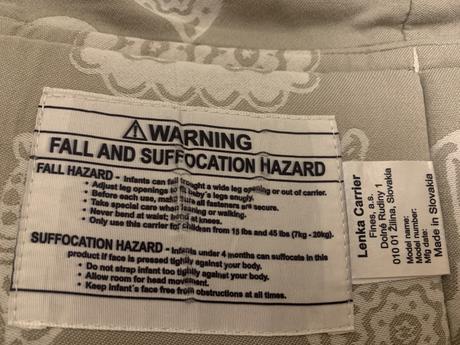 ⚠WARNING
FALL AND SUFFOCATION HAZARD
FALL HAZARD - Infants can fall through a wide leg opening or out of carrier.
• Adjust leg openings to fit baby's legs snugly.
• Before each use, make sure all fasteners are secure.
• Take special care when leaning or walking.
• Never bend at waist; bend at knees.
• Only use this carrier for children from 15 lbs and 45 lbs (7kg - 20kg).
SUFFOCATION HAZARD - Infants under 4 months can suffocate in this
product if face is pressed tightly against your body.
• Do not strap infant too tightly against your body.
• Allow room for head movement.
• Keep infant's face free from obstructions at all times.
Lenka Carrier
Fines, a.s.
Dolné Rudiny 1
010 01 Žilina, Slovakia
Model name:
Model number:
Mfg date:
Made in Slovakia